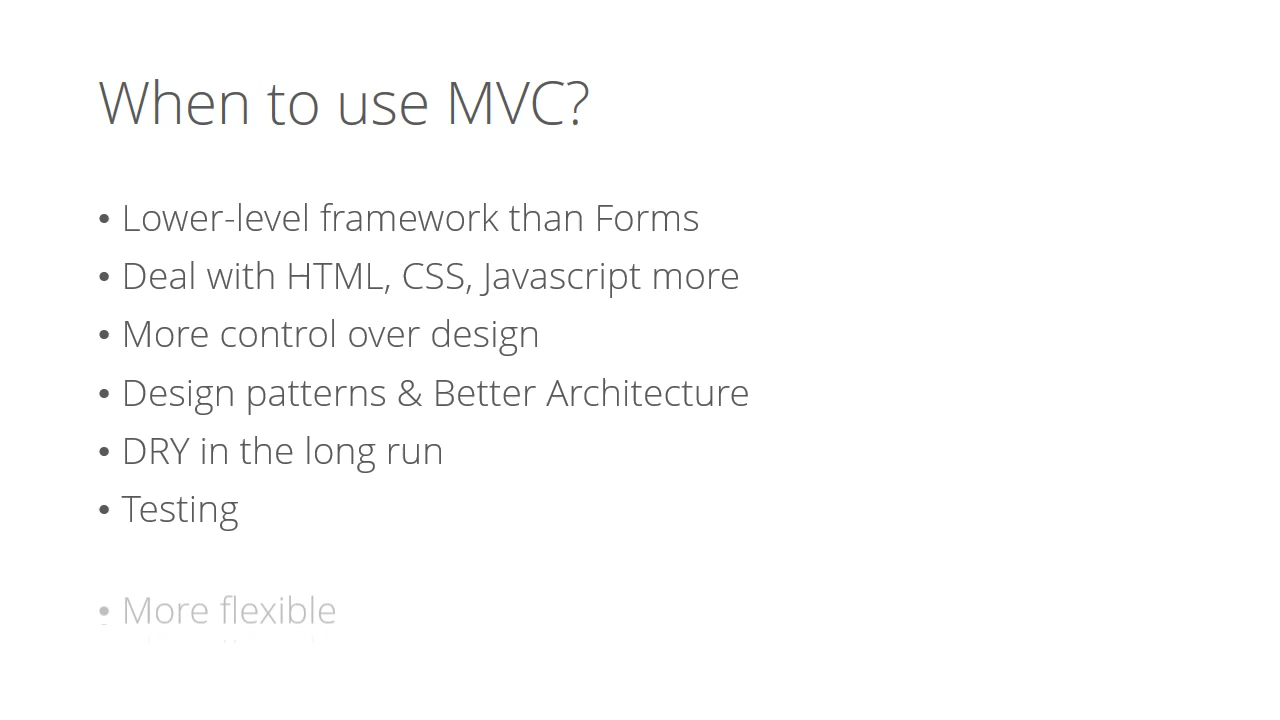 When to use MVC?
• Lower-level framework than Forms
• Deal with HTML, CSS, Javascript more
• More control over design
• Design patterns & Better Architecture
• DRY in the long run
• Testing
• More flexible